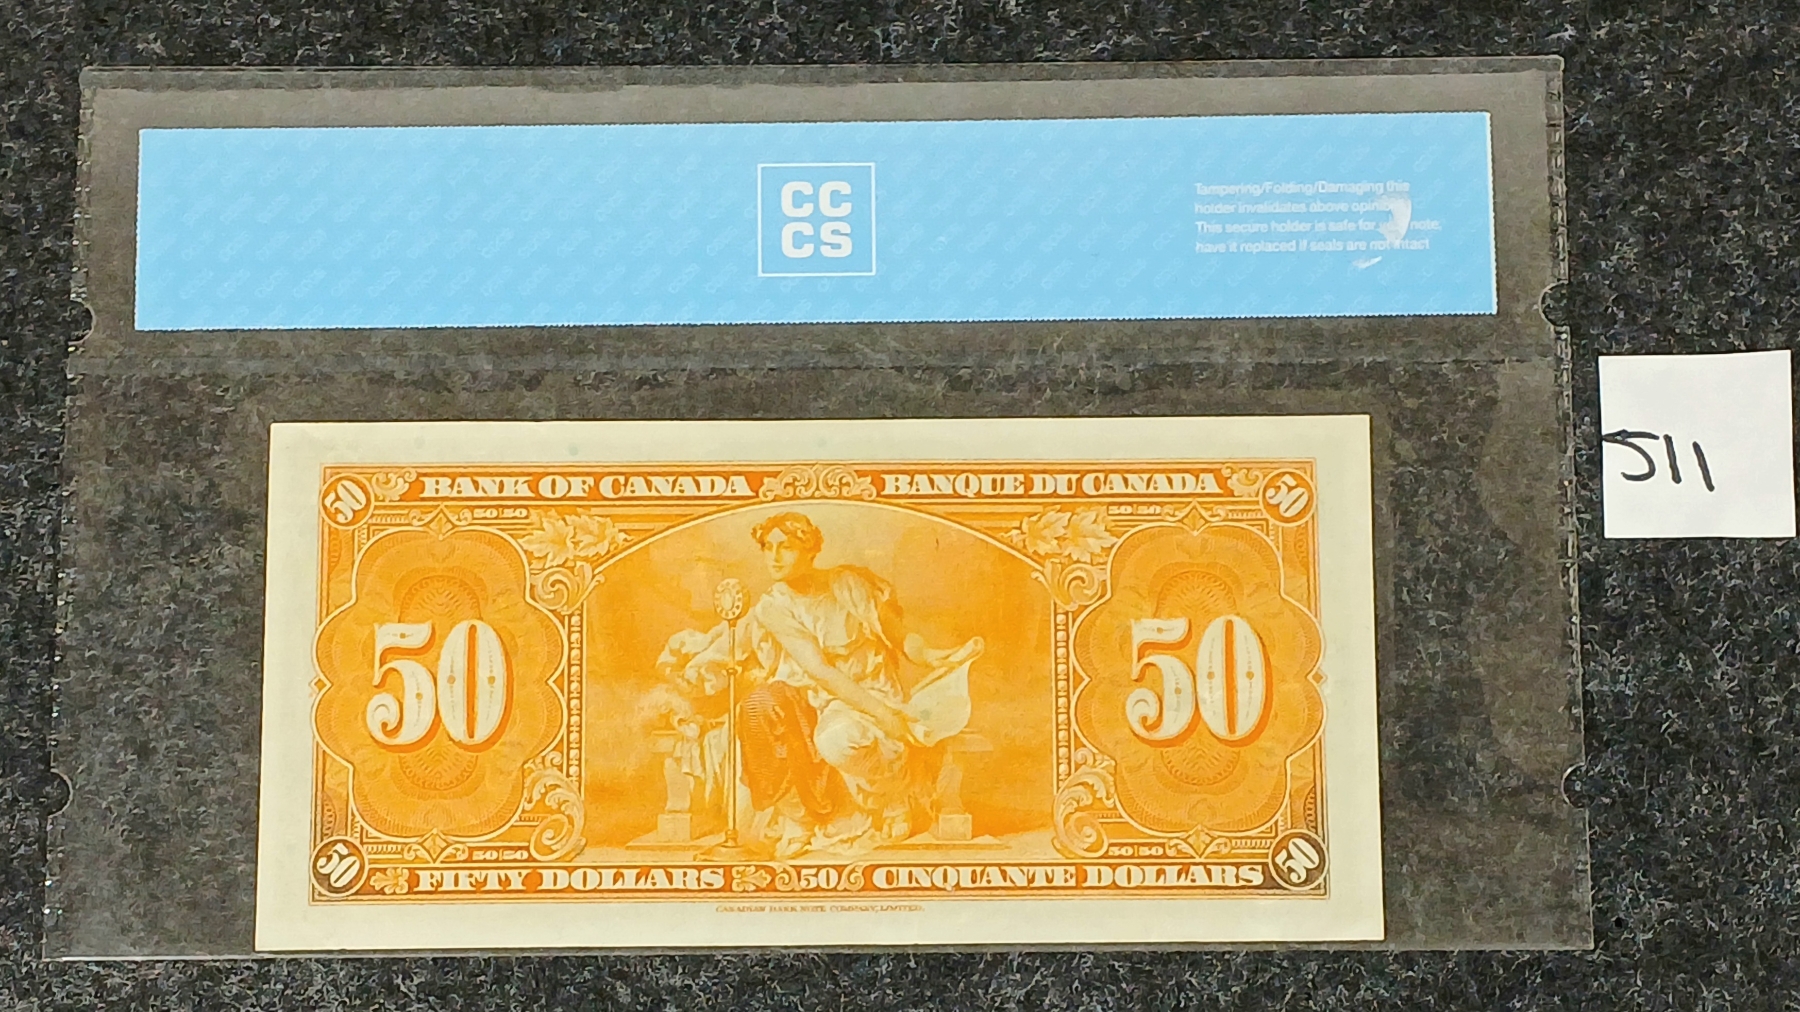 CC
CS
Tampering/Folding/Damaging this
holder invalidates above
This secure holder is safe for note,
have it replaced if seals are not intact
511
50 BANK OF CANADA BANQUE DU CANADA 50
50 50 50 50
50 50
50 50 50 50
50 FIFTY DOLLARS 50 CINQUANTE DOLLARS 50
CANADIAN BANK NOTE COMPANY, LIMITED.